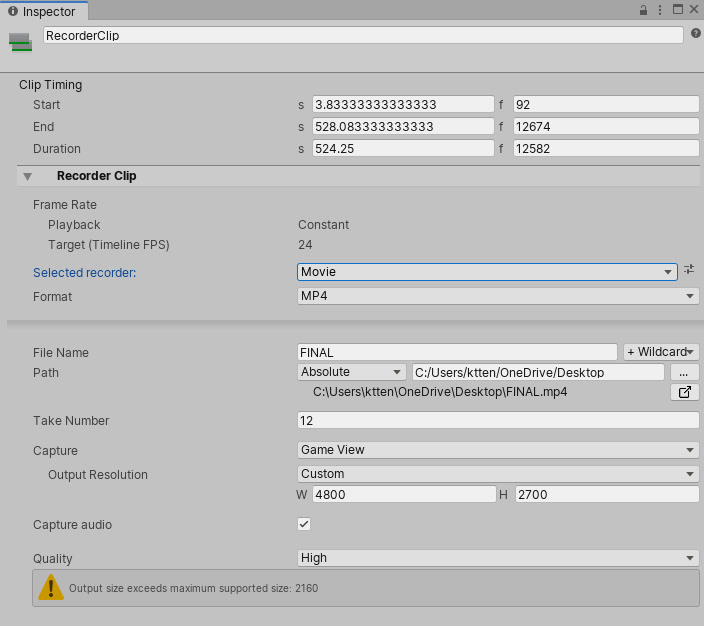 Inspector
RecorderClip
Clip Timing
Start s 3.83333333333333 f 92
End s 528.083333333333 f 12674
Duration s 524.25 f 12582
Recorder Clip
Frame Rate
Playback Constant
Target (Timeline FPS) 24
Selected recorder: Movie
Format MP4
File Name FINAL + Wildcard
Path Absolute C:/Users/ktten/OneDrive/Desktop ...
C:\Users\ktten\OneDrive\Desktop\FINAL.mp4
Take Number 12
Capture Game View
Output Resolution Custom
W 4800 H 2700
Capture audio
Quality High
Output size exceeds maximum supported size: 2160